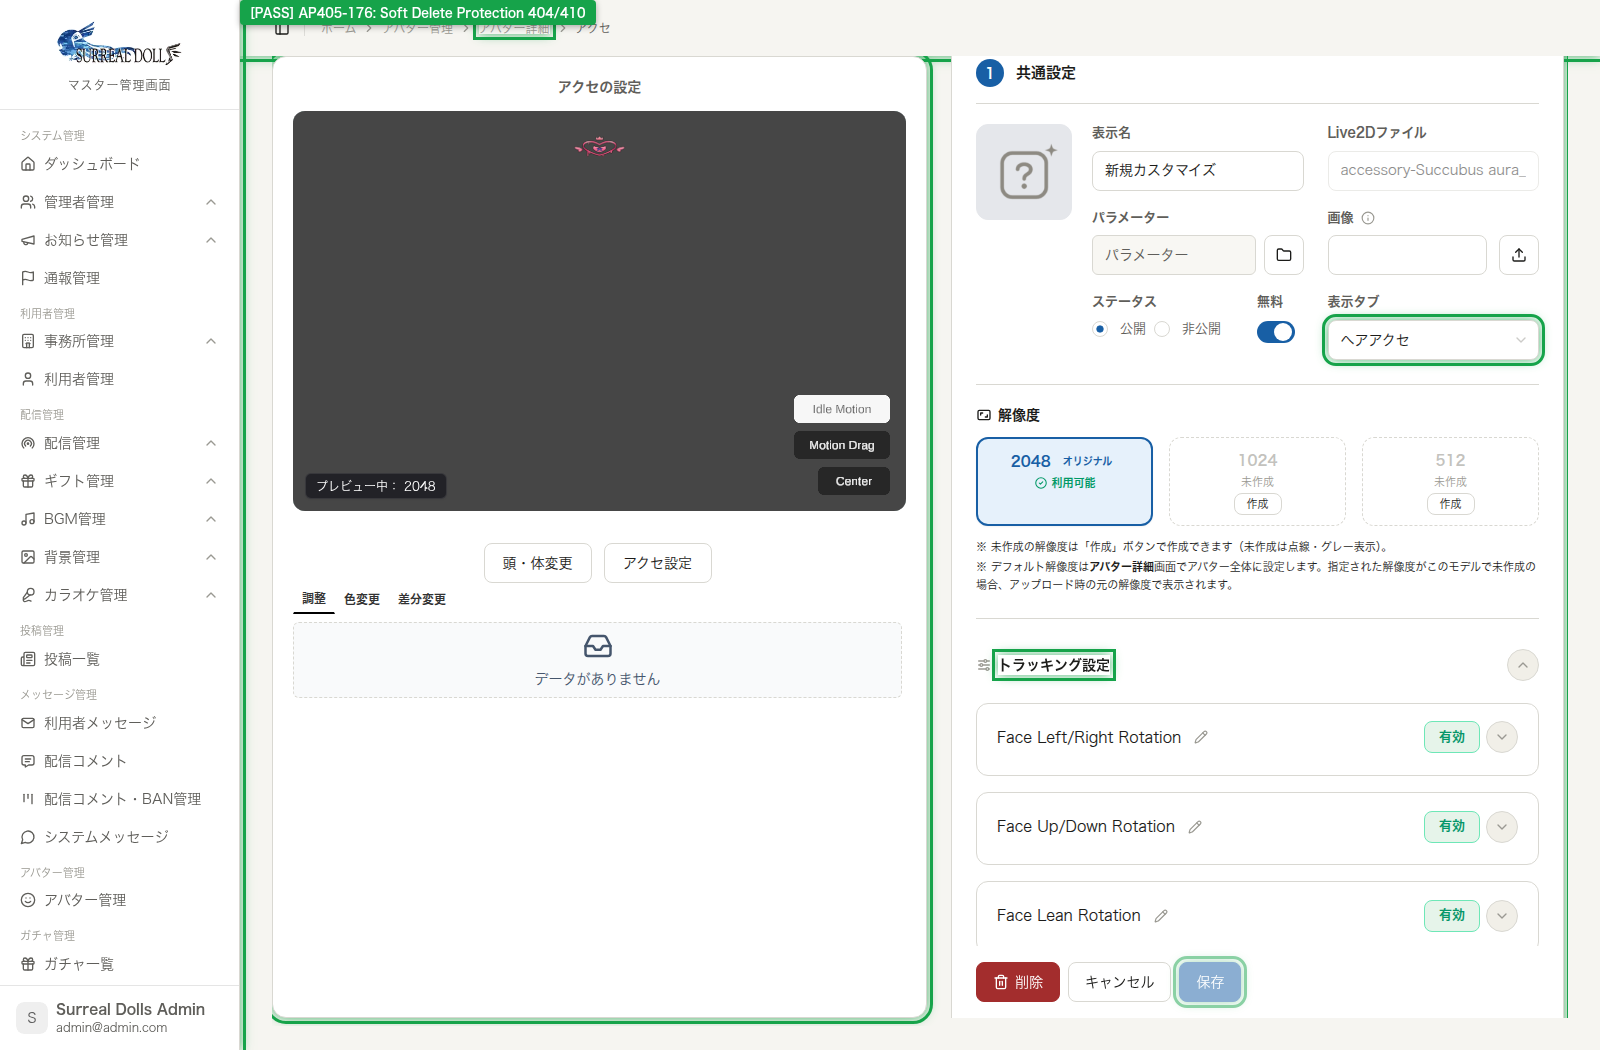 [PASS] AP405-176: Soft Delete Protection 404/410
SURREAL DOLL
マスター管理画面
ホーム
アバター管理
アバター詳細
アクセ
システム管理
ダッシュボード
管理者管理
お知らせ管理
通報管理
利用者管理
事務所管理
利用者管理
配信管理
配信管理
ギフト管理
BGM管理
背景管理
カラオケ管理
投稿管理
投稿一覧
メッセージ管理
利用者メッセージ
配信コメント
配信コメント・BAN管理
システムメッセージ
アバター管理
アバター管理
ガチャ管理
ガチャ一覧
S
Surreal Dolls Admin
admin@admin.com
アクセの設定
Idle Motion
Motion Drag
Center
プレビュー中： 2048
頭・体変更
アクセ設定
調整
色変更
差分変更
データがありません
1 共通設定
表示名
新規カスタマイズ
Live2Dファイル
accessory-Succubus aura_
パラメーター
パラメーター
画像
ステータス
公開
非公開
無料
表示タブ
ヘアアクセ
解像度
2048 オリジナル
利用可能
1024
未作成
作成
512
未作成
作成
※ 未作成の解像度は「作成」ボタンで作成できます（未作成は点線・グレー表示）。
※ デフォルト解像度はアバター詳細画面でアバター全体に設定します。指定された解像度がこのモデルで未作成の
場合、アップロード時の元の解像度で表示されます。
トラッキング設定
Face Left/Right Rotation
有効
Face Up/Down Rotation
有効
Face Lean Rotation
有効
削除
キャンセル
保存